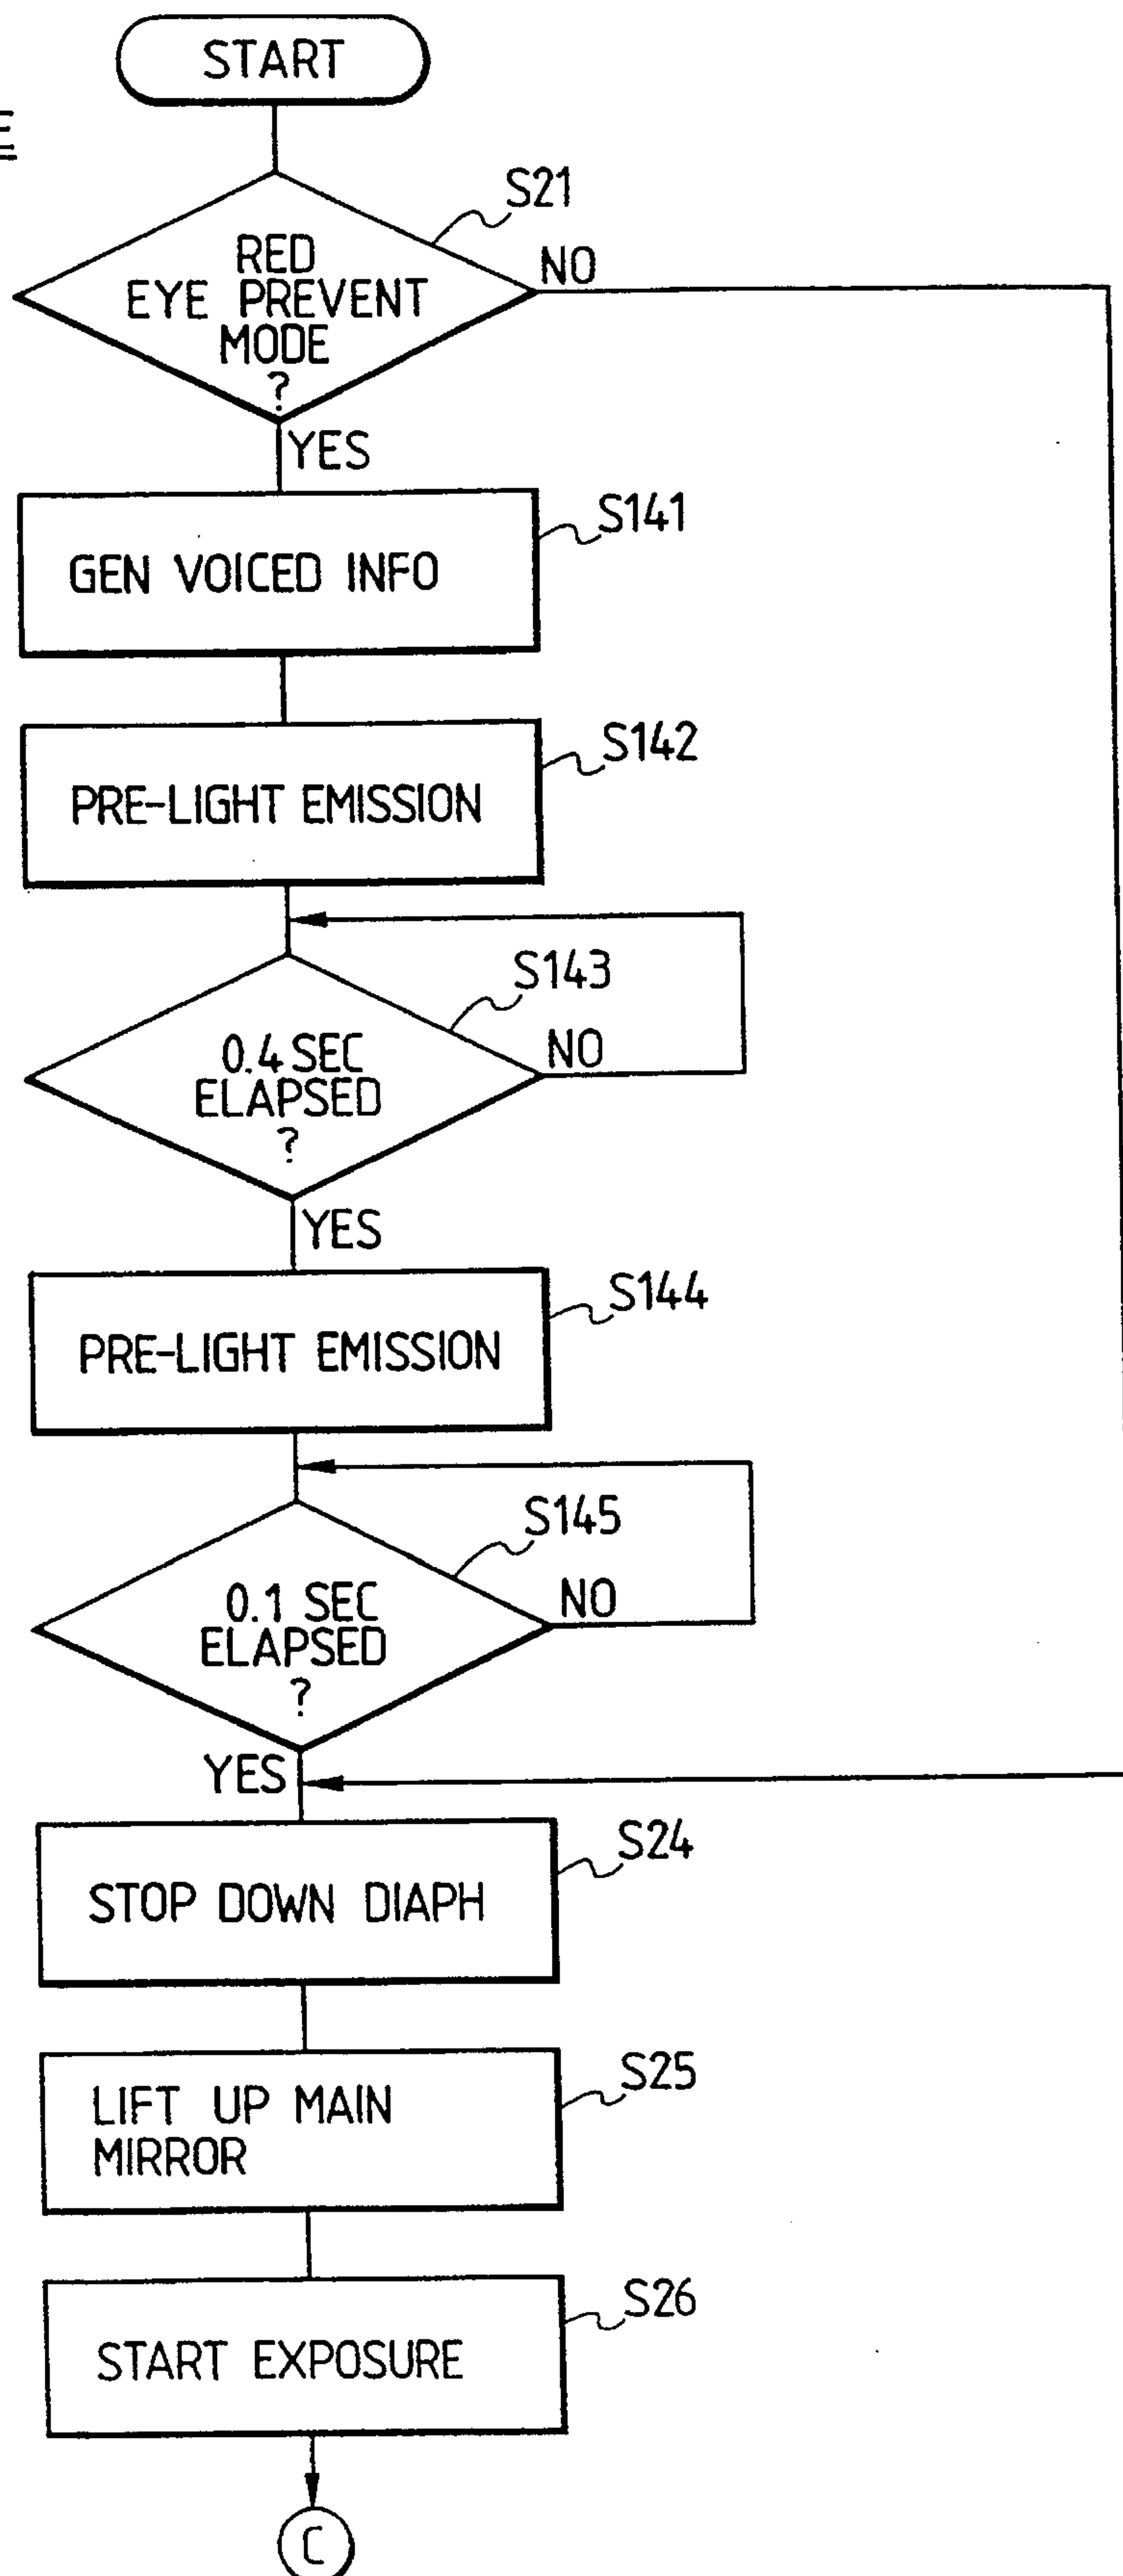 START
S21
RED
EYE PREVENT
MODE
?
NO
YES
S141
GEN VOICED INFO
S142
PRE-LIGHT EMISSION
S143
0.4 SEC
ELAPSED
?
NO
YES
S144
PRE-LIGHT EMISSION
S145
0.1 SEC
ELAPSED
?
NO
YES
S24
STOP DOWN DIAPH
S25
LIFT UP MAIN
MIRROR
S26
START EXPOSURE
C